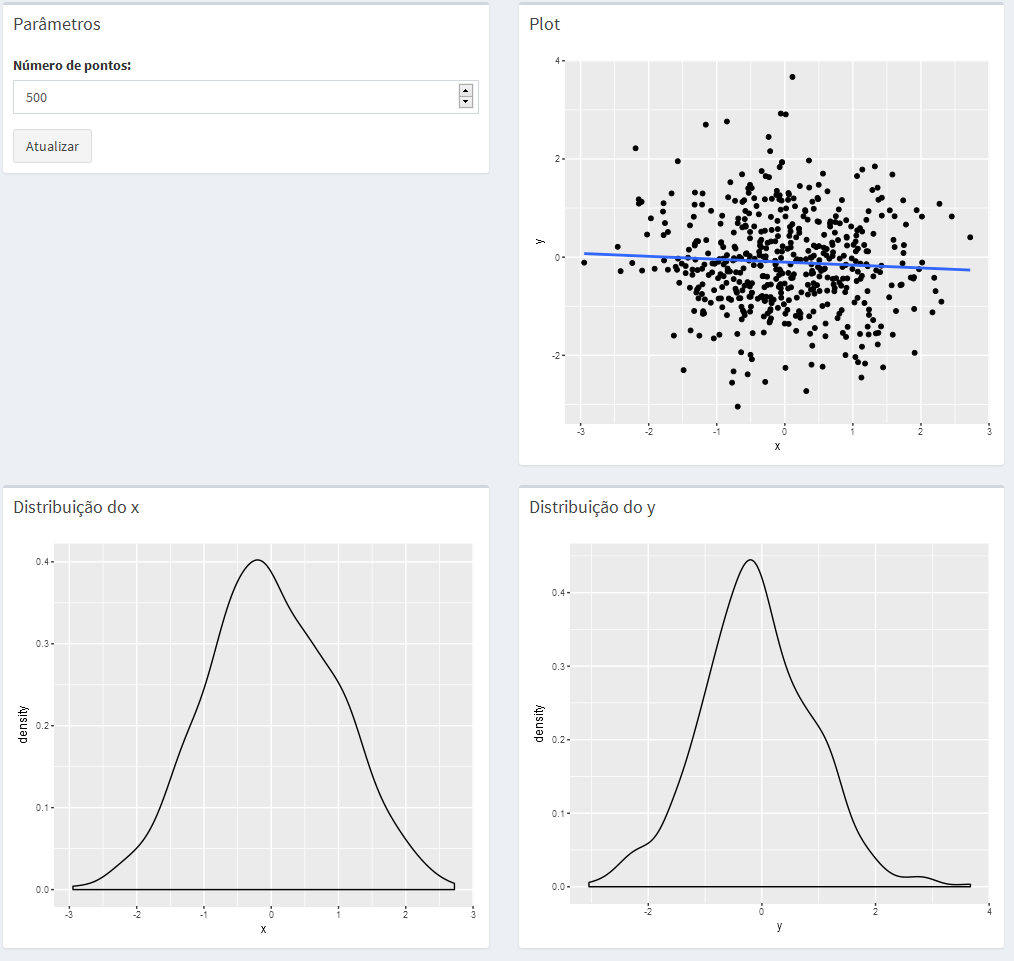 Parâmetros
Número de pontos:
500
Atualizar
Plot
4
2
0
-2
y
-3 -2 -1 0 1 2 3
x
Distribuição do x
0.4
0.3
0.2
0.1
0.0
density
-3 -2 -1 0 1 2 3
x
Distribuição do y
0.4
0.3
0.2
0.1
0.0
density
-2 0 2 4
y